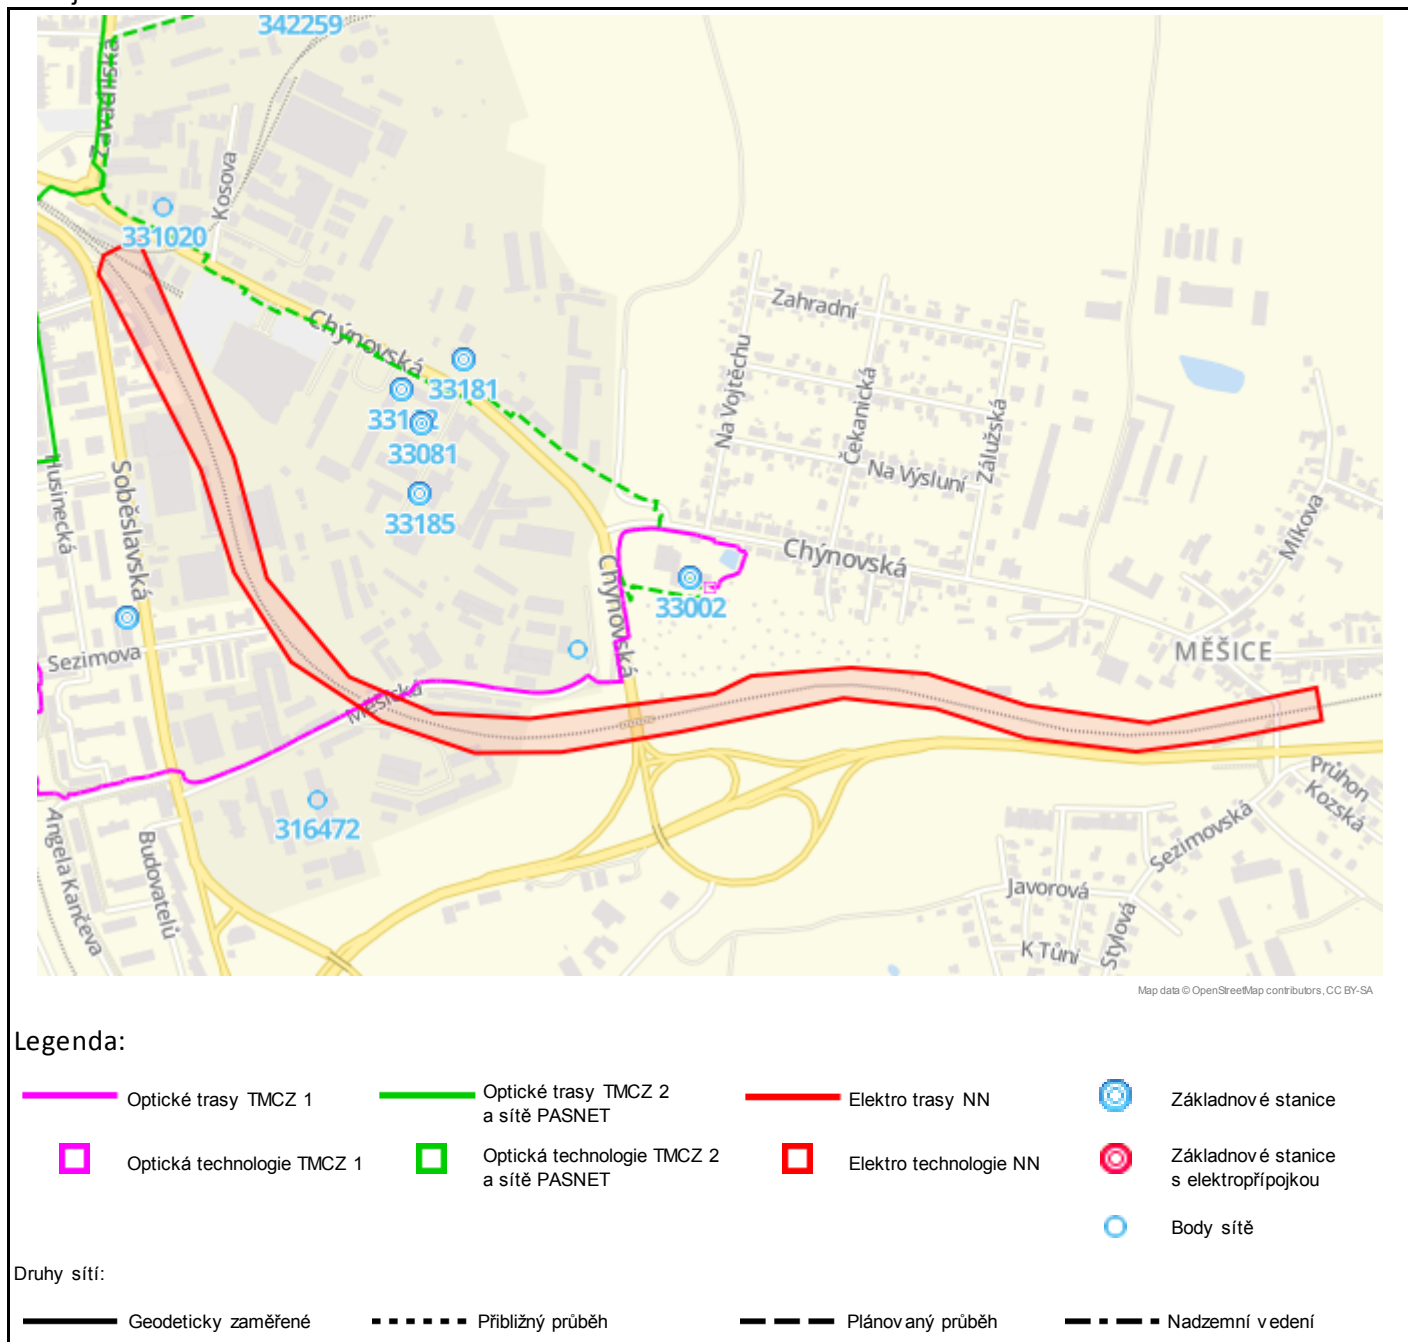 342259
Zavadilská
Kosova
331020
Chýnovská
33181
33081
33185
Zahradní
Na Vojtěchu
Čekanická
Zálužská
Na Výsluní
Chýnovská
Míkova
MĚŠICE
Husinecká
Soběslavská
Sezimova
Chýnovská
33002
Měšická
316472
Angela Kančeva
Budovatelů
Průhon
Kozská
Sezimovská
Javorová
Stylová
K Tůní
Map data © OpenStreetMap contributors, CC BY-SA
Legenda:
Optické trasy TMCZ 1
Optické trasy TMCZ 2
a sítě PASNET
Elektro trasy NN
Základnové stanice
Optická technologie TMCZ 1
Optická technologie TMCZ 2
a sítě PASNET
Elektro technologie NN
Základnové stanice
s elektropřípojkou
Body sítě
Druhy sítí:
Geodeticky zaměřené
Přibližný průběh
Plánovaný průběh
Nadzemní vedení